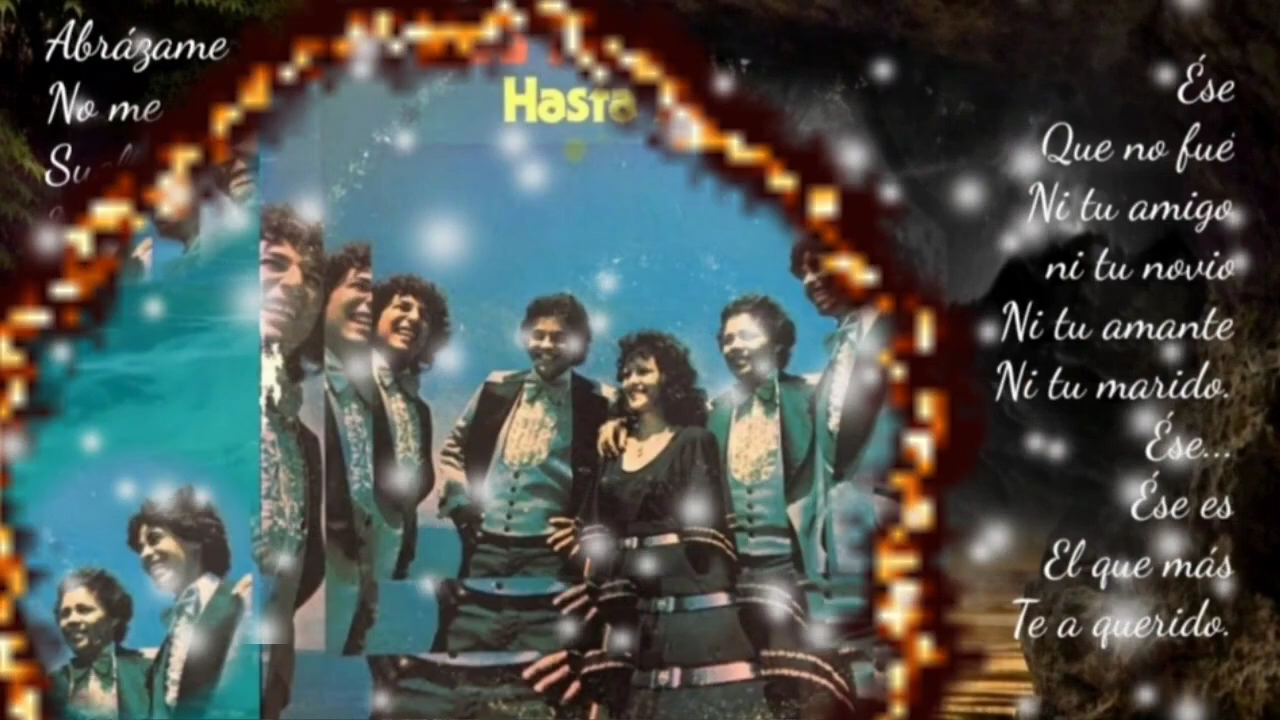 Abrázame
No me
Hasta
Ése
Que no fué
Ni tu amigo
ni tu novio
Ni tu amante
Ni tu marido.
Ése...
Ése es
El que más
Te a querido.